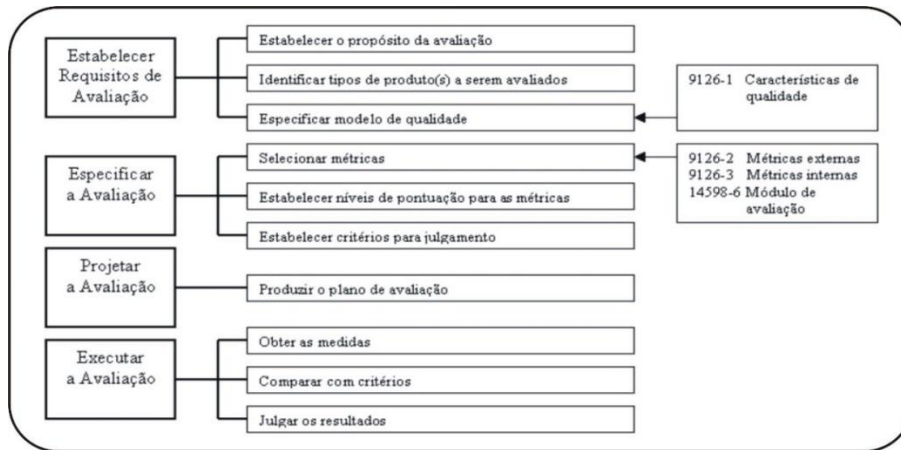 Estabelecer
Requisitos de
Avaliação
Estabelecer o propósito da avaliação
Identificar tipos de produto(s) a serem avaliados
Especificar modelo de qualidade
9126-1 Características de
qualidade
Especificar
a Avaliação
Selecionar métricas
Estabelecer níveis de pontuação para as métricas
Estabelecer critérios para julgamento
9126-2 Métricas externas
9126-3 Métricas internas
14598-6 Módulo de
avaliação
Projetar
a Avaliação
Produzir o plano de avaliação
Executar
a Avaliação
Obter as medidas
Comparar com critérios
Julgar os resultados